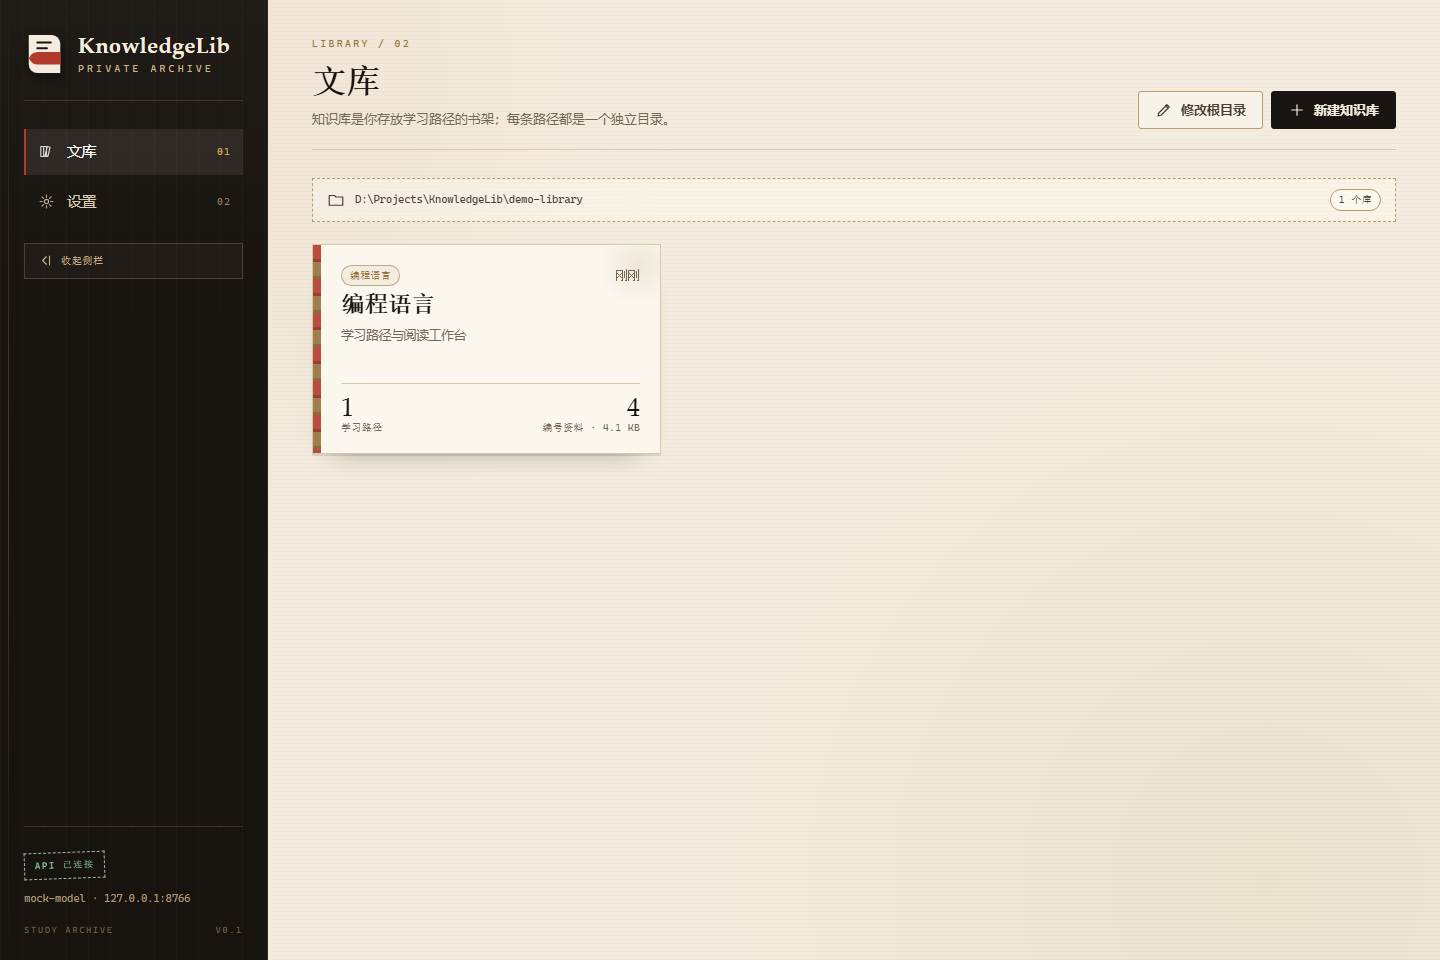 KnowledgeLib
PRIVATE ARCHIVE
文库 01
设置 02
收起侧栏
API 已连接
mock-model · 127.0.0.1:8766
STUDY ARCHIVE V0.1
LIBRARY / 02
文库
知识库是你存放学习路径的书架；每条路径都是一个独立目录。
修改根目录
新建知识库
D:\Projects\KnowledgeLib\demo-library
1 个库
编程语言
刚刚
编程语言
学习路径与阅读工作台
1
学习路径
4
编号资料 · 4.1 KB